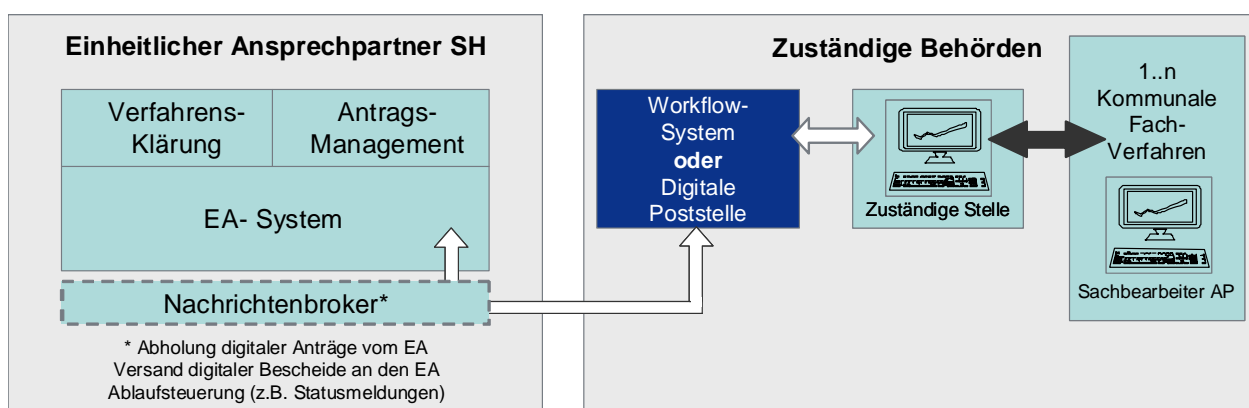 Einheitlicher Ansprechpartner SH
Verfahrens-
Klärung
Antrags-
Management
EA- System
Nachrichtenbroker*
* Abholung digitaler Anträge vom EA
Versand digitaler Bescheide an den EA
Ablaufsteuerung (z.B. Statusmeldungen)
Zuständige Behörden
Workflow-
System
oder
Digitale
Poststelle
Zuständige Stelle
1..n
Kommunale
Fach-
Verfahren
Sachbearbeiter AP